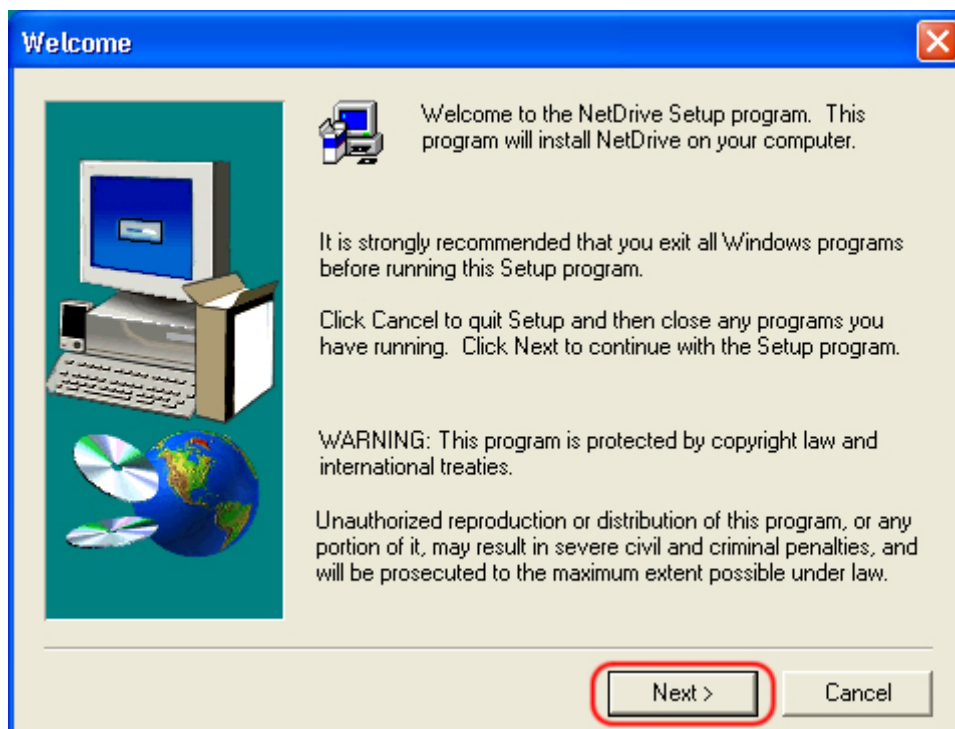 Welcome
Welcome to the NetDrive Setup program.  This
program will install NetDrive on your computer.
It is strongly recommended that you exit all Windows programs
before running this Setup program.
Click Cancel to quit Setup and then close any programs you
have running.  Click Next to continue with the Setup program.
WARNING: This program is protected by copyright law and
international treaties.
Unauthorized reproduction or distribution of this program, or any
portion of it, may result in severe civil and criminal penalties, and
will be prosecuted to the maximum extent possible under law.
Next >
Cancel